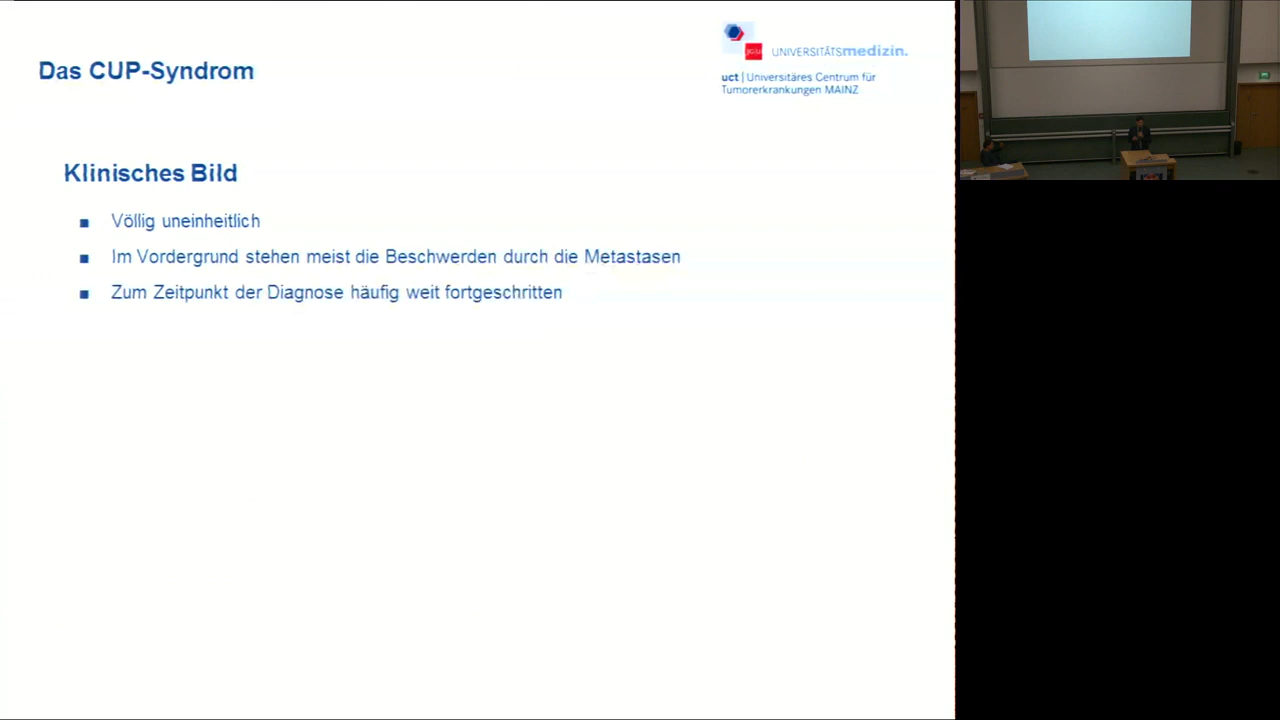 Das CUP-Syndrom
UNIVERSITÄTSmedizin.
uct | Universitäres Centrum für
Tumorerkrankungen MAINZ
Klinisches Bild
Völlig uneinheitlich
Im Vordergrund stehen meist die Beschwerden durch die Metastasen
Zum Zeitpunkt der Diagnose häufig weit fortgeschritten